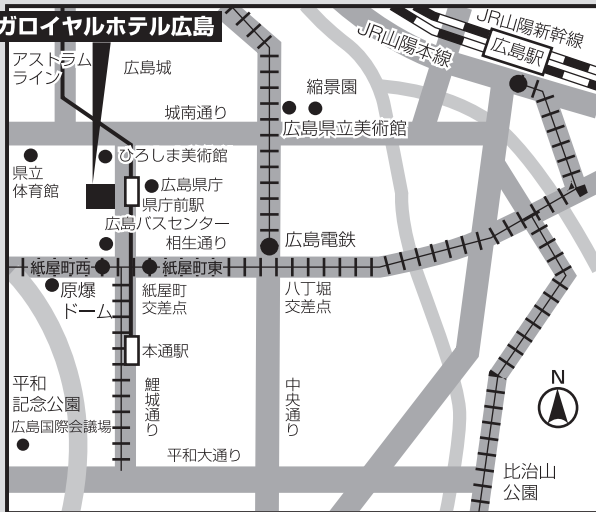 ガロイヤルホテル広島
JR山陽新幹線
JR山陽本線
広島駅
アストラム
ライン
広島城
縮景園
城南通り
広島県立美術館
ひろしま美術館
県立
体育館
広島県庁
県庁前駅
広島バスセンター
相生通り
広島電鉄
紙屋町西
紙屋町東
原爆
ドーム
紙屋町
交差点
八丁堀
交差点
本通駅
平和
記念公園
鯉城通り
中央通り
N
広島国際会議場
平和大通り
比治山
公園